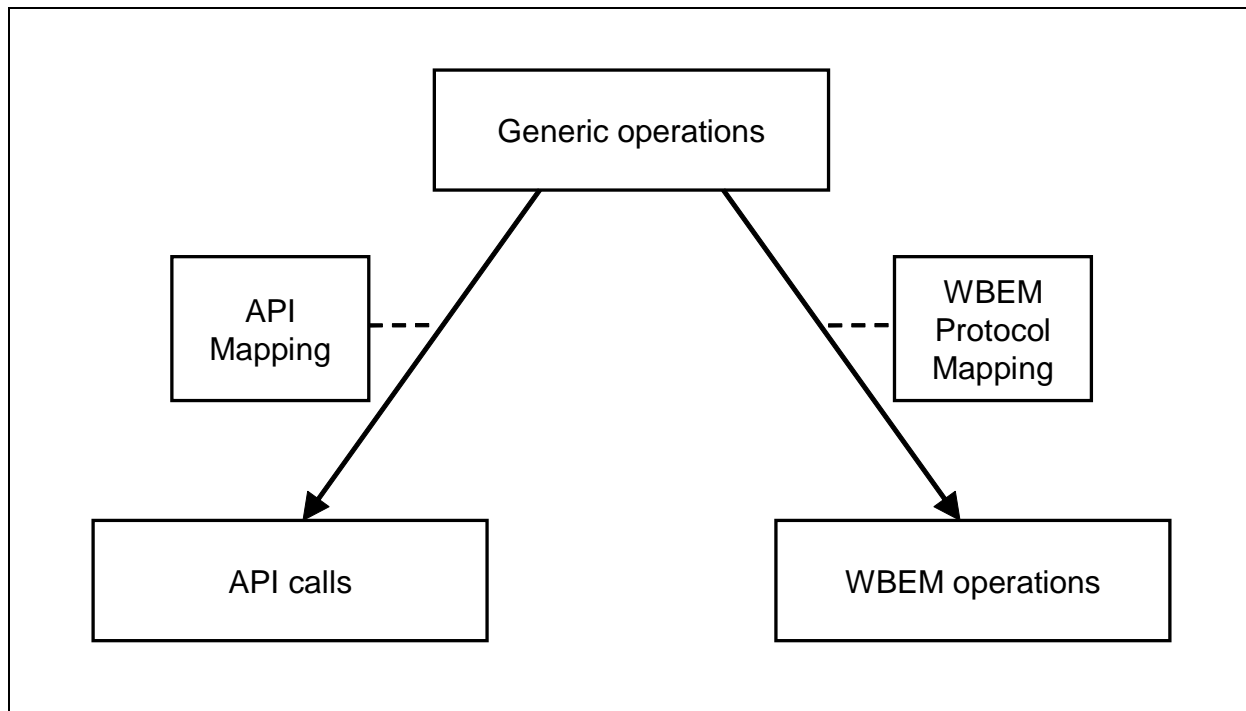 Generic operations
API
Mapping
WBEM
Protocol
Mapping
API calls
WBEM operations